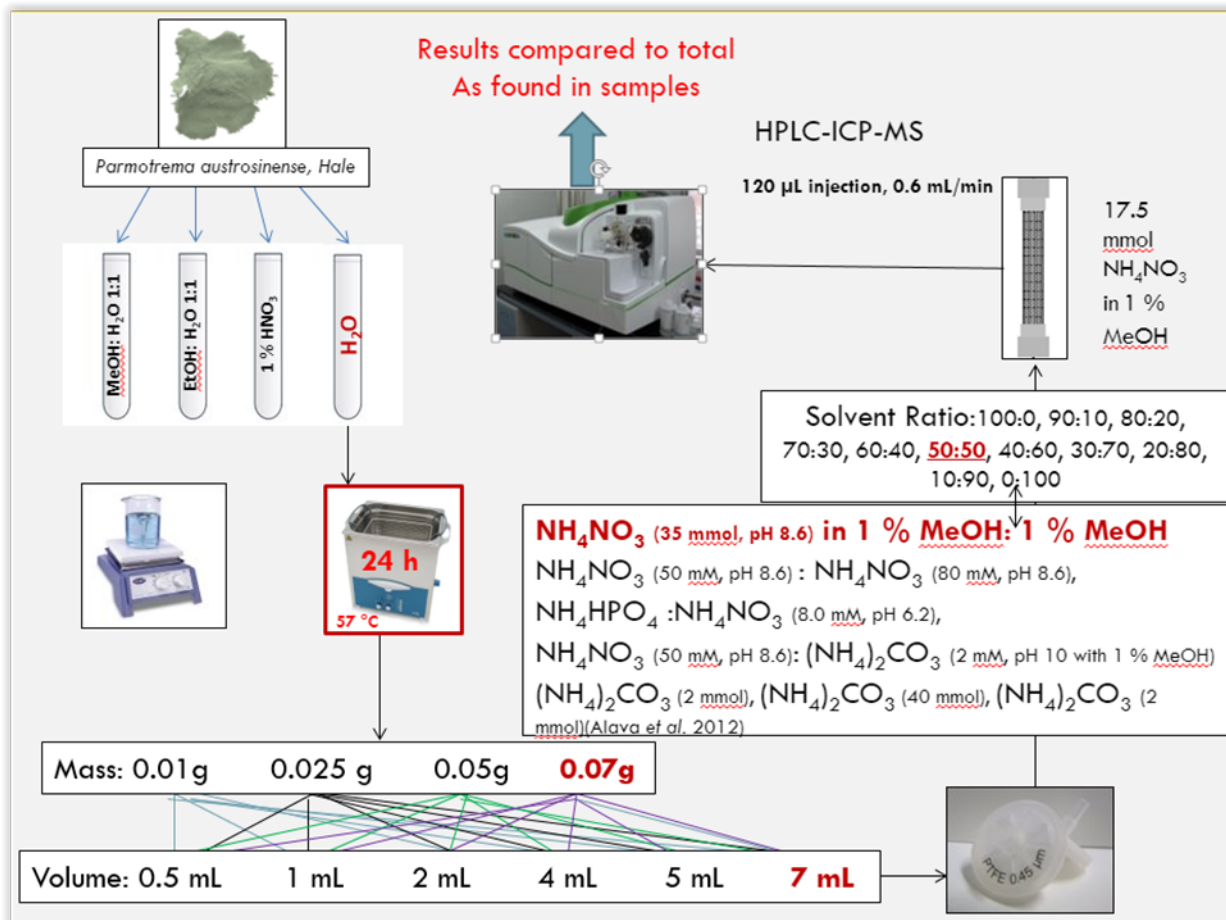 Results compared to total
As found in samples
HPLC-ICP-MS
Parmotrema austrosinense, Hale
120 µL injection, 0.6 mL/min
17.5
mmol
NH₄NO₃
in 1 %
MeOH
MeOH: H₂O 1:1
EtOH: H₂O 1:1
1 % HNO₃
H₂O
Solvent Ratio:100:0, 90:10, 80:20,
70:30, 60:40, 50:50, 40:60, 30:70, 20:80,
10:90, 0:100
24 h
57 °C
NH₄NO₃ (35 mmol, pH 8.6) in 1 % MeOH: 1 % MeOH
NH₄NO₃ (50 mM, pH 8.6) : NH₄NO₃ (80 mM, pH 8.6),
NH₄HPO₄ :NH₄NO₃ (8.0 mM, pH 6.2),
NH₄NO₃ (50 mM, pH 8.6): (NH₄)₂CO₃ (2 mM, pH 10 with 1 % MeOH)
(NH₄)₂CO₃ (2 mmol), (NH₄)₂CO₃ (40 mmol), (NH₄)₂CO₃ (2
mmol)(Alava et al. 2012)
Mass: 0.01g 0.025 g 0.05g 0.07g
Volume: 0.5 mL 1 mL 2 mL 4 mL 5 mL 7 mL
PTFE 0.45 µm